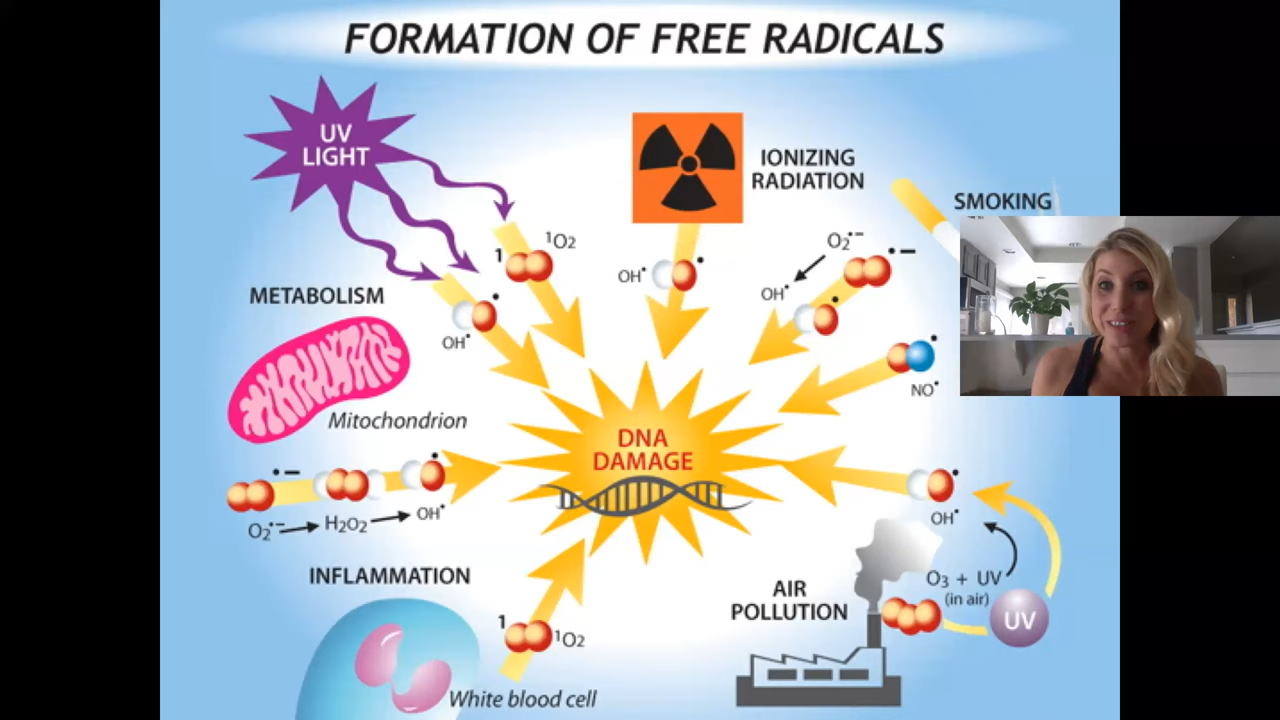 FORMATION OF FREE RADICALS
UV
LIGHT
1
¹O₂
IONIZING
RADIATION
SMOKING
OH•
O₂•−
OH•
METABOLISM
OH•
Mitochondrion
NO•
DNA
DAMAGE
O₂•− → H₂O₂ → OH•
OH•
INFLAMMATION
1
¹O₂
White blood cell
AIR
POLLUTION
O₃ + UV
(in air)
UV